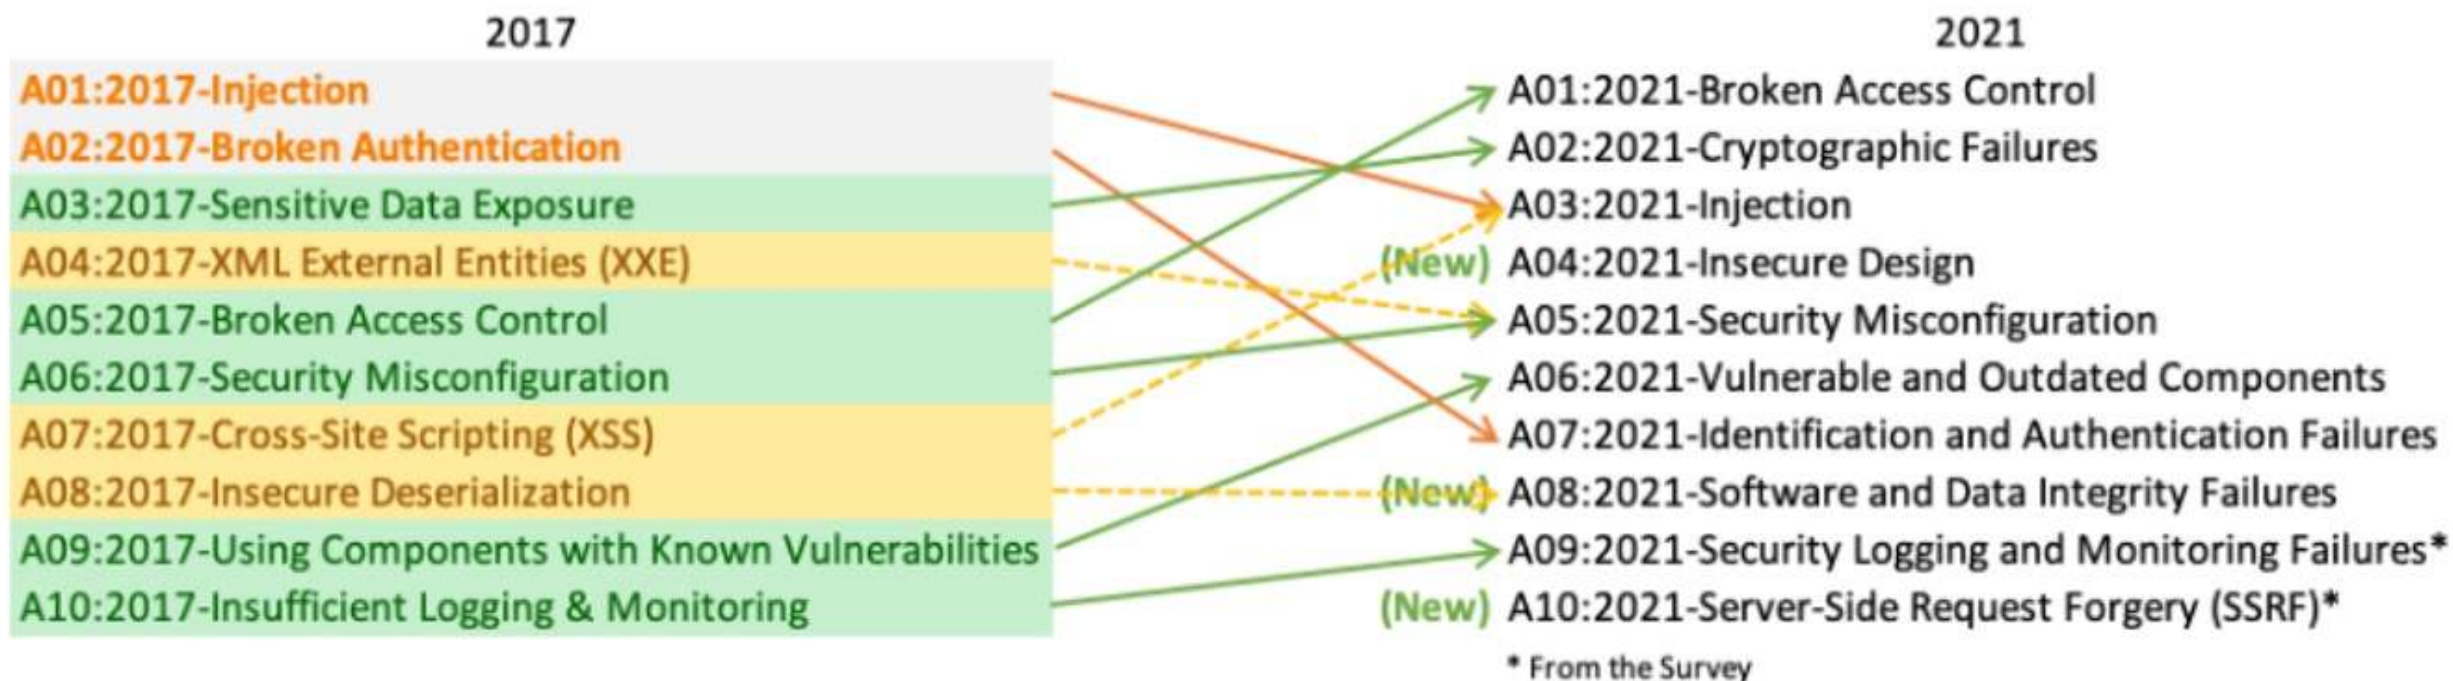 2017
A01:2017-Injection
A02:2017-Broken Authentication
A03:2017-Sensitive Data Exposure
A04:2017-XML External Entities (XXE)
A05:2017-Broken Access Control
A06:2017-Security Misconfiguration
A07:2017-Cross-Site Scripting (XSS)
A08:2017-Insecure Deserialization
A09:2017-Using Components with Known Vulnerabilities
A10:2017-Insufficient Logging & Monitoring
2021
A01:2021-Broken Access Control
A02:2021-Cryptographic Failures
A03:2021-Injection
(New) A04:2021-Insecure Design
A05:2021-Security Misconfiguration
A06:2021-Vulnerable and Outdated Components
A07:2021-Identification and Authentication Failures
(New) A08:2021-Software and Data Integrity Failures
A09:2021-Security Logging and Monitoring Failures*
(New) A10:2021-Server-Side Request Forgery (SSRF)*
* From the Survey